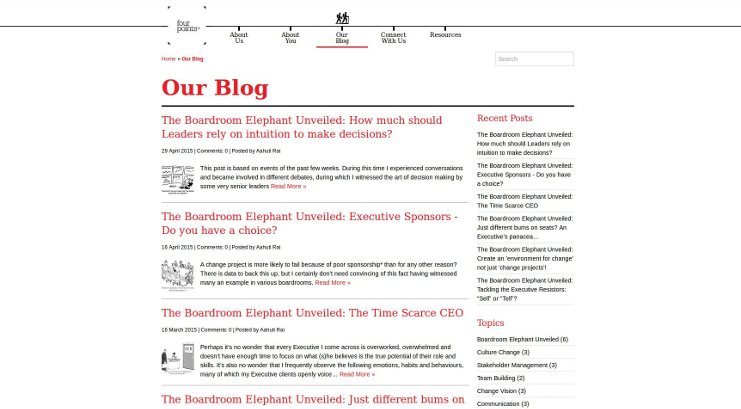 four
points
About
Us
About
You
Our
Blog
Connect
With Us
Resources
Home » Our Blog
Search
Our Blog
The Boardroom Elephant Unveiled: How much should
Leaders rely on intuition to make decisions?
29 April 2015 | Comments: 0 | Posted by Aahuti Rai
This post is based on events of the past few weeks. During this time I experienced conversations
and became involved in different debates, during which I witnessed the art of decision making by
some very senior leaders Read More »
The Boardroom Elephant Unveiled: Executive Sponsors -
Do you have a choice?
16 April 2015 | Comments: 0 | Posted by Aahuti Rai
A change project is more likely to fail because of poor sponsorship* than for any other reason?
There is data to back this up, but I certainly don't need convincing of this fact having witnessed
many an example in various boardrooms. Read More »
The Boardroom Elephant Unveiled: The Time Scarce CEO
16 March 2015 | Comments: 0 | Posted by Aahuti Rai
Perhaps it's no wonder that every Executive I come across is overworked, overwhelmed and
doesn't have enough time to focus on what (s)he believes is the true potential of their role and
skills. It's also no wonder that I frequently observe the following emotions, habits and behaviours,
many of which my Executive clients openly voice... Read More »
The Boardroom Elephant Unveiled: Just different bums on
Recent Posts
The Boardroom Elephant Unveiled:
How much should Leaders rely on
intuition to make decisions?
The Boardroom Elephant Unveiled:
Executive Sponsors - Do you have
a choice?
The Boardroom Elephant Unveiled:
The Time Scarce CEO
The Boardroom Elephant Unveiled:
Just different bums on seats? An
Executive's panacea...
The Boardroom Elephant Unveiled:
Create an 'environment for change'
not just 'change projects'!
The Boardroom Elephant Unveiled:
Tackling the Executive Resistors:
"Sell" or "Tell"?
Topics
Boardroom Elephant Unveiled (6)
Culture Change (3)
Stakeholder Management (3)
Team Building (2)
Change Vision (3)
Communication (3)